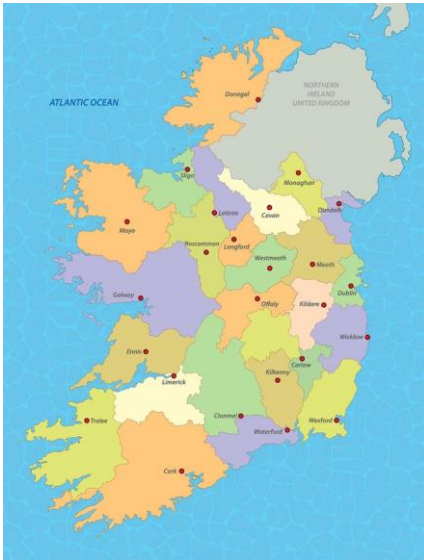 Donegal
NORTHERN
IRELAND
UNITED KINGDOM
ATLANTIC OCEAN
Sligo
Monaghan
Leitrim
Cavan
Dundalk
Mayo
Roscommon
Longford
Westmeath
Meath
Galway
Offaly
Kildare
Dublin
Wicklow
Ennis
Limerick
Carlow
Kilkenny
Tralee
Clonmel
Waterford
Wexford
Cork